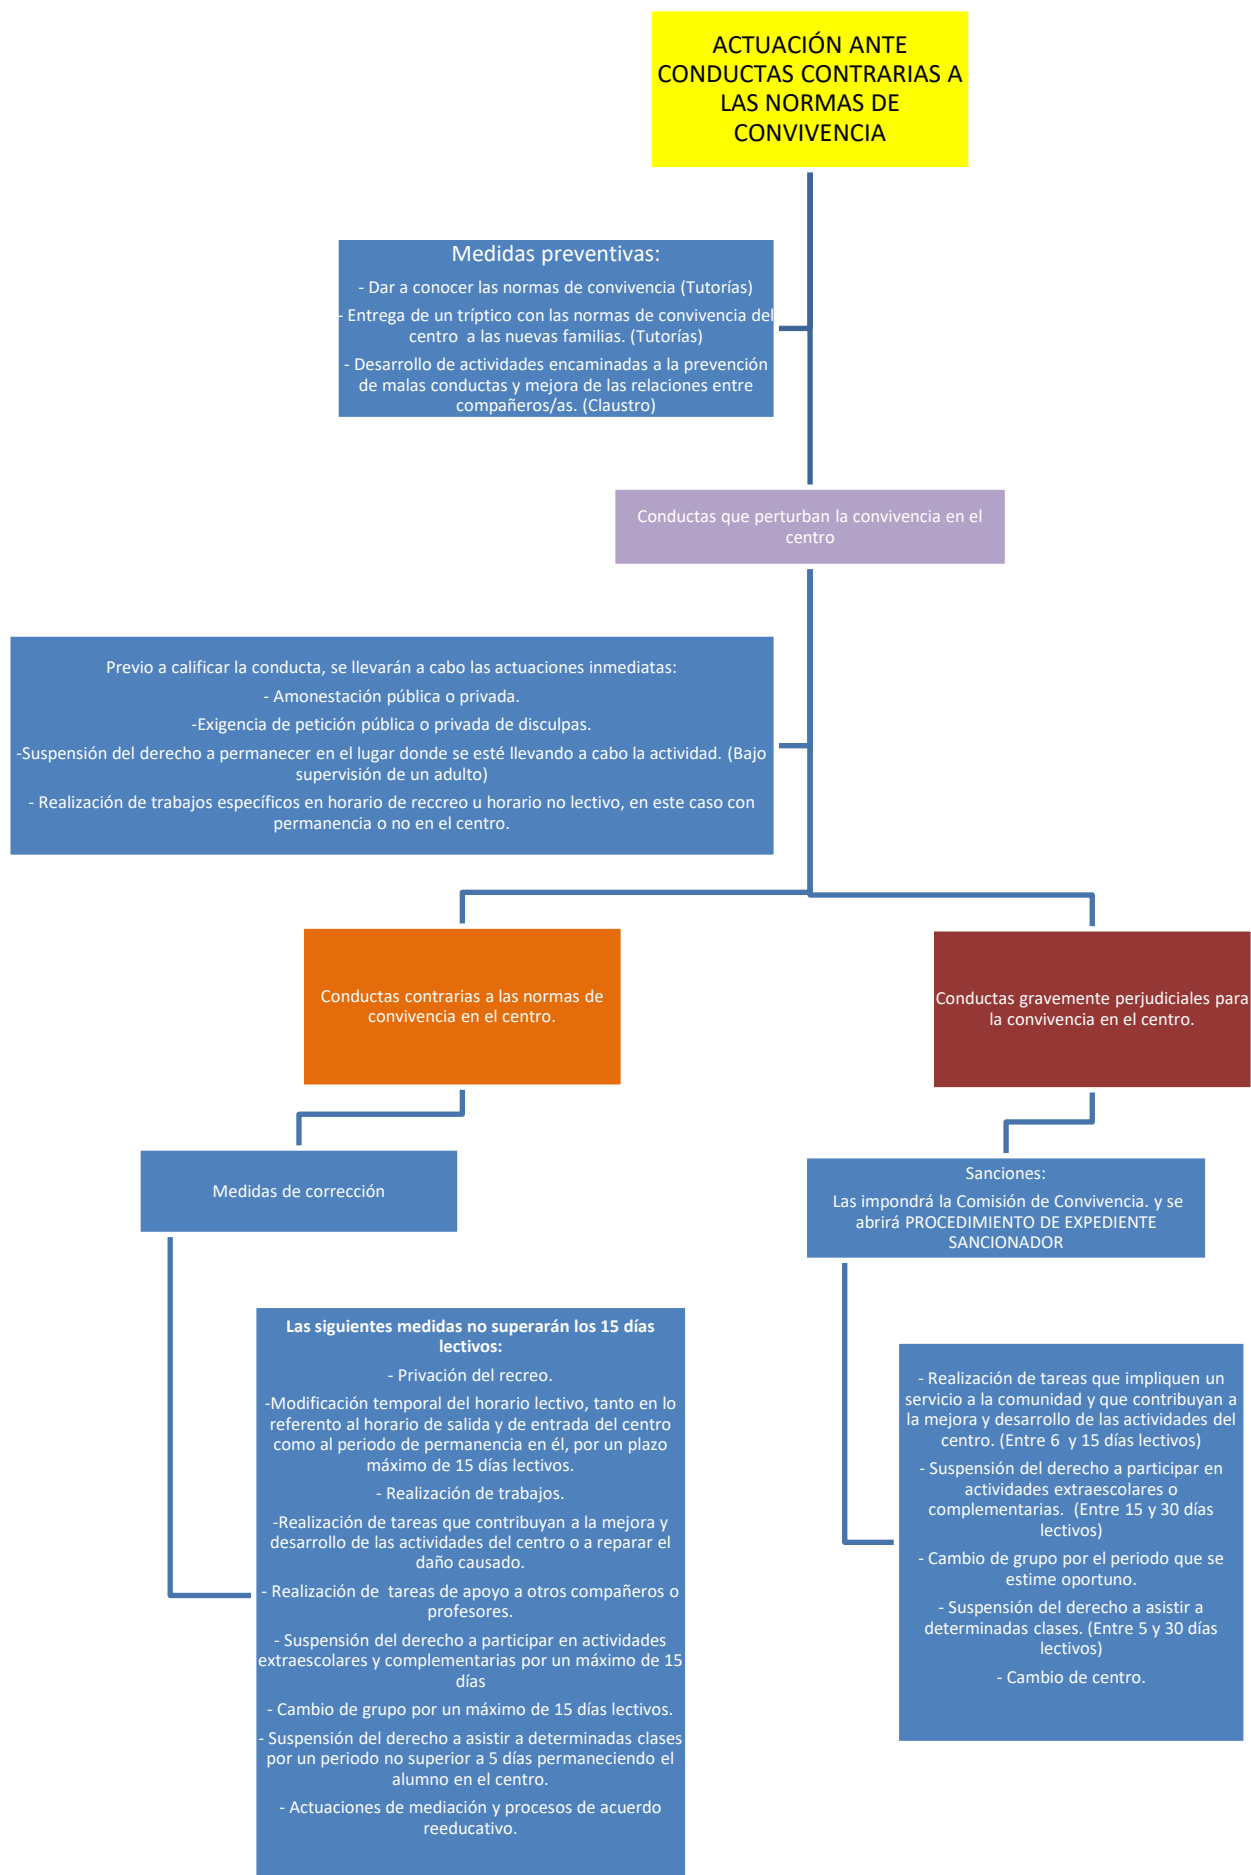 ACTUACIÓN ANTE
CONDUCTAS CONTRARIAS A
LAS NORMAS DE
CONVIVENCIA
Medidas preventivas:
- Dar a conocer las normas de convivencia (Tutorías)
- Entrega de un tríptico con las normas de convivencia del
centro a las nuevas familias. (Tutorías)
- Desarrollo de actividades encaminadas a la prevención
de malas conductas y mejora de las relaciones entre
compañeros/as. (Claustro)
Conductas que perturban la convivencia en el
centro
Previo a calificar la conducta, se llevarán a cabo las actuaciones inmediatas:
- Amonestación pública o privada.
-Exigencia de petición pública o privada de disculpas.
-Suspensión del derecho a permanecer en el lugar donde se esté llevando a cabo la actividad. (Bajo
supervisión de un adulto)
- Realización de trabajos específicos en horario de reccreo u horario no lectivo, en este caso con
permanencia o no en el centro.
Conductas contrarias a las normas de
convivencia en el centro.
Medidas de corrección
Las siguientes medidas no superarán los 15 días
lectivos:
- Privación del recreo.
-Modificación temporal del horario lectivo, tanto en lo
referento al horario de salida y de entrada del centro
como al periodo de permanencia en él, por un plazo
máximo de 15 días lectivos.
- Realización de trabajos.
-Realización de tareas que contribuyan a la mejora y
desarrollo de las actividades del centro o a reparar el
daño causado.
- Realización de tareas de apoyo a otros compañeros o
profesores.
- Suspensión del derecho a participar en actividades
extraescolares y complementarias por un máximo de 15
días
- Cambio de grupo por un máximo de 15 días lectivos.
- Suspensión del derecho a asistir a determinadas clases
por un periodo no superior a 5 días permaneciendo el
alumno en el centro.
- Actuaciones de mediación y procesos de acuerdo
reeducativo.
Conductas gravemente perjudiciales para
la convivencia en el centro.
Sanciones:
Las impondrá la Comisión de Convivencia. y se
abrirá PROCEDIMIENTO DE EXPEDIENTE
SANCIONADOR
- Realización de tareas que impliquen un
servicio a la comunidad y que contribuyan a
la mejora y desarrollo de las actividades del
centro. (Entre 6 y 15 días lectivos)
- Suspensión del derecho a participar en
actividades extraescolares o
complementarias. (Entre 15 y 30 días
lectivos)
- Cambio de grupo por el periodo que se
estime oportuno.
- Suspensión del derecho a asistir a
determinadas clases. (Entre 5 y 30 días
lectivos)
- Cambio de centro.